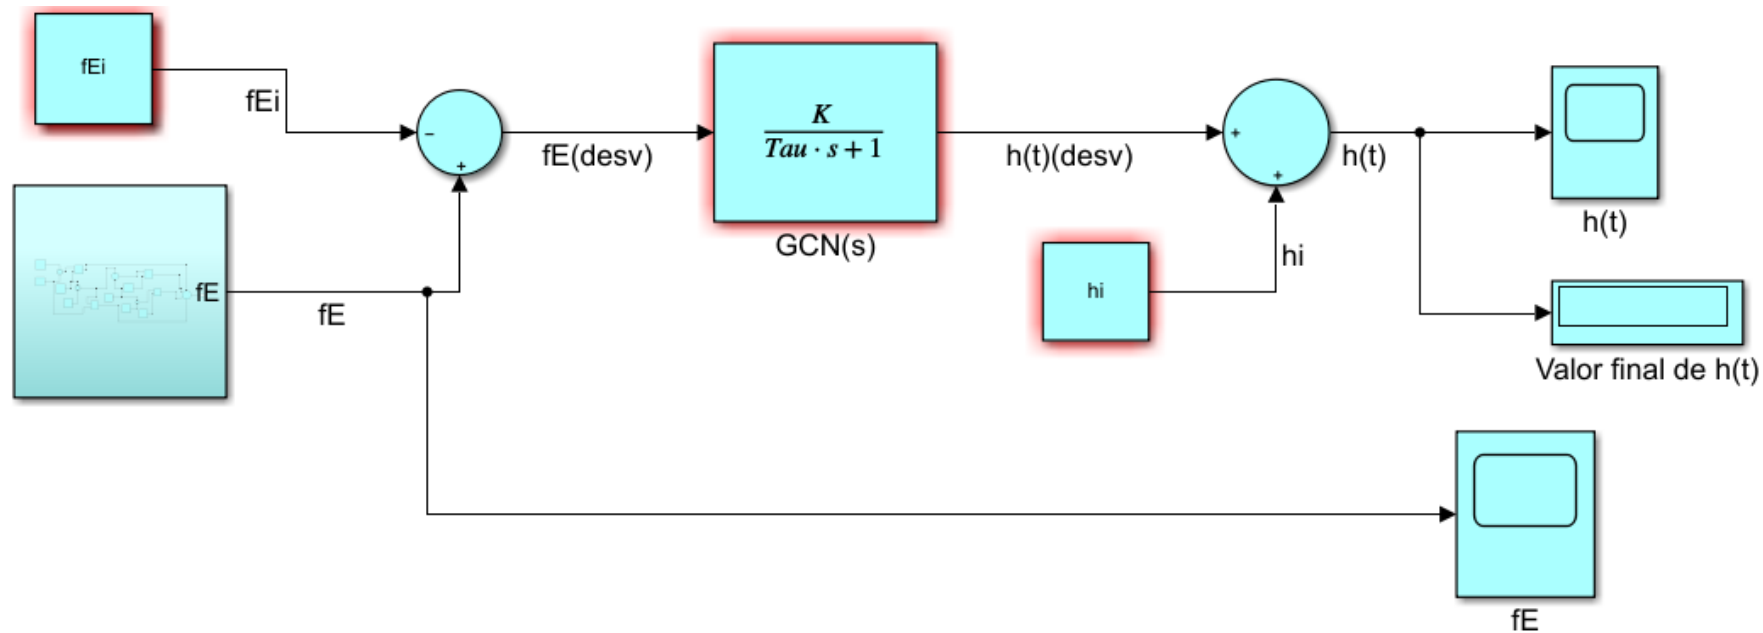 fEi
fEi
−
+
fE(desv)
K
Tau · s + 1
GCN(s)
h(t)(desv)
+
+
h(t)
h(t)
fE
fE
hi
hi
Valor final de h(t)
fE